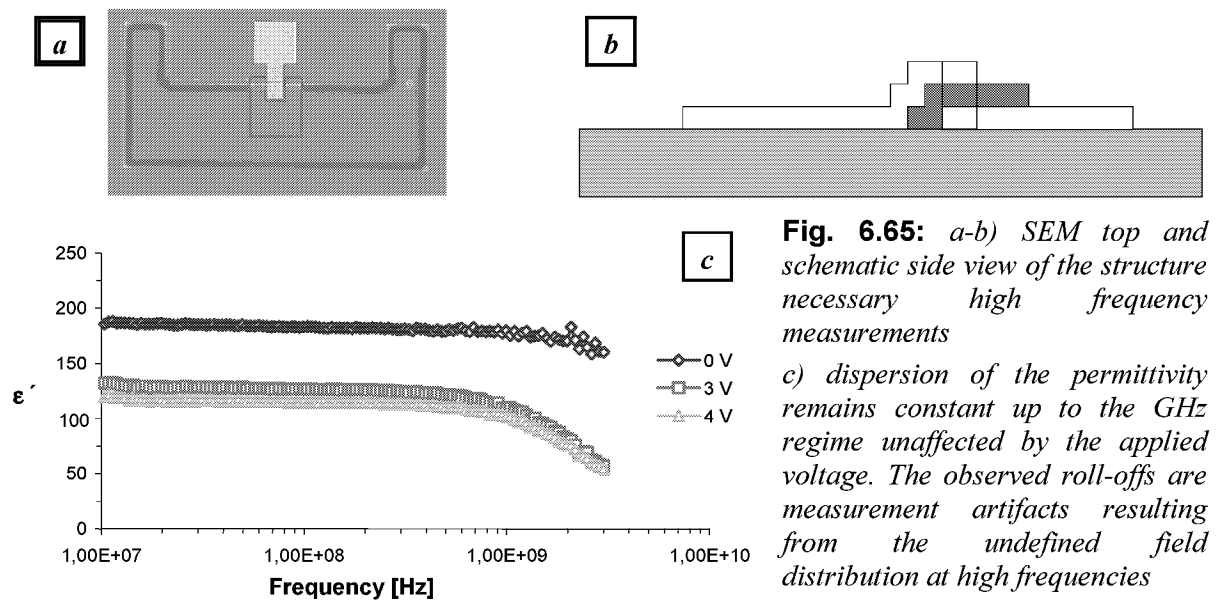 a
b
Fig. 6.65: a-b) SEM top and
schematic side view of the structure
necessary high frequency
measurements
c) dispersion of the permittivity
remains constant up to the GHz
regime unaffected by the applied
voltage. The observed roll-offs are
measurement artifacts resulting
from the undefined field
distribution at high frequencies
c
250
200
150
100
50
0
ε´
0 V
3 V
4 V
1,00E+07
1,00E+08
1,00E+09
1,00E+10
Frequency [Hz]